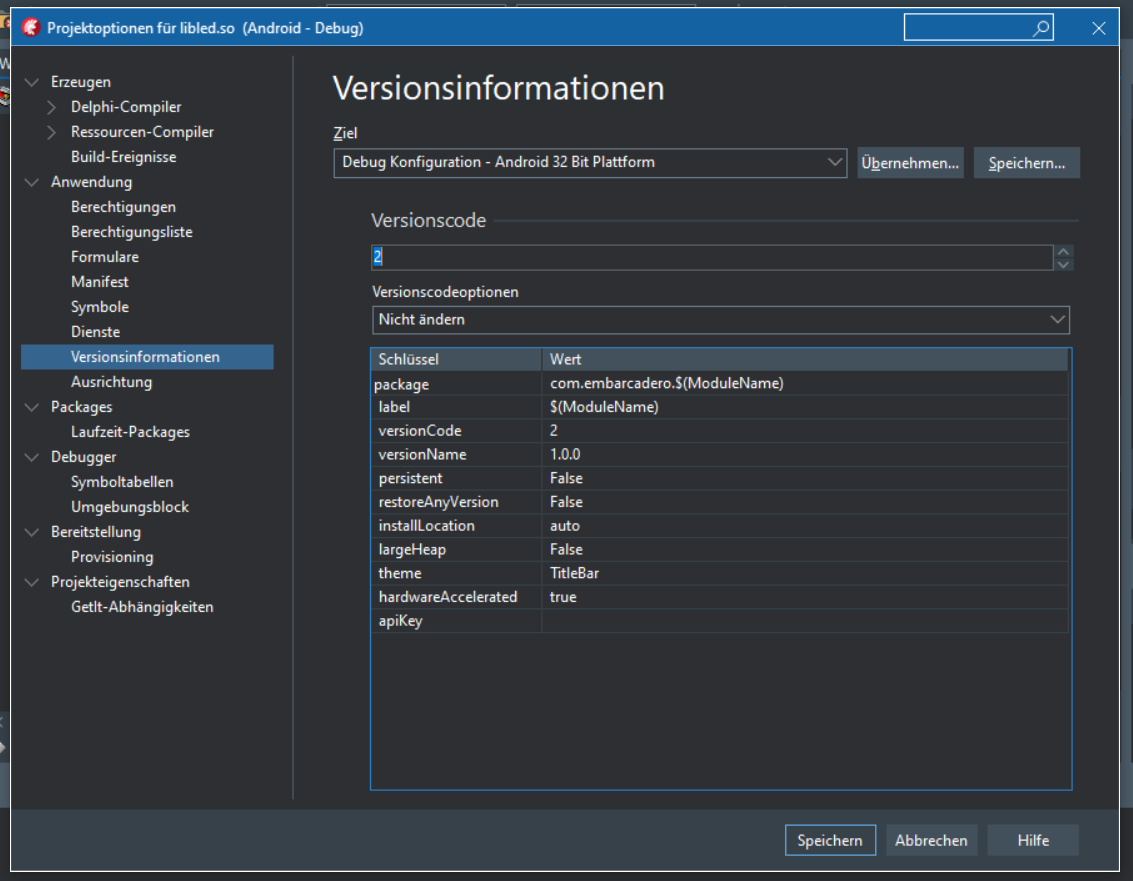 Projektoptionen für libled.so (Android - Debug)
Erzeugen
Delphi-Compiler
Ressourcen-Compiler
Build-Ereignisse
Anwendung
Berechtigungen
Berechtigungsliste
Formulare
Manifest
Symbole
Dienste
Versionsinformationen
Ausrichtung
Packages
Laufzeit-Packages
Debugger
Symboltabellen
Umgebungsblock
Bereitstellung
Provisioning
Projekteigenschaften
GetIt-Abhängigkeiten
Versionsinformationen
Ziel
Debug Konfiguration - Android 32 Bit Plattform
Übernehmen...
Speichern...
Versionscode
2
Versionscodeoptionen
Nicht ändern
Schlüssel Wert
package com.embarcadero.$(ModuleName)
label $(ModuleName)
versionCode 2
versionName 1.0.0
persistent False
restoreAnyVersion False
installLocation auto
largeHeap False
theme TitleBar
hardwareAccelerated true
apiKey
Speichern Abbrechen Hilfe